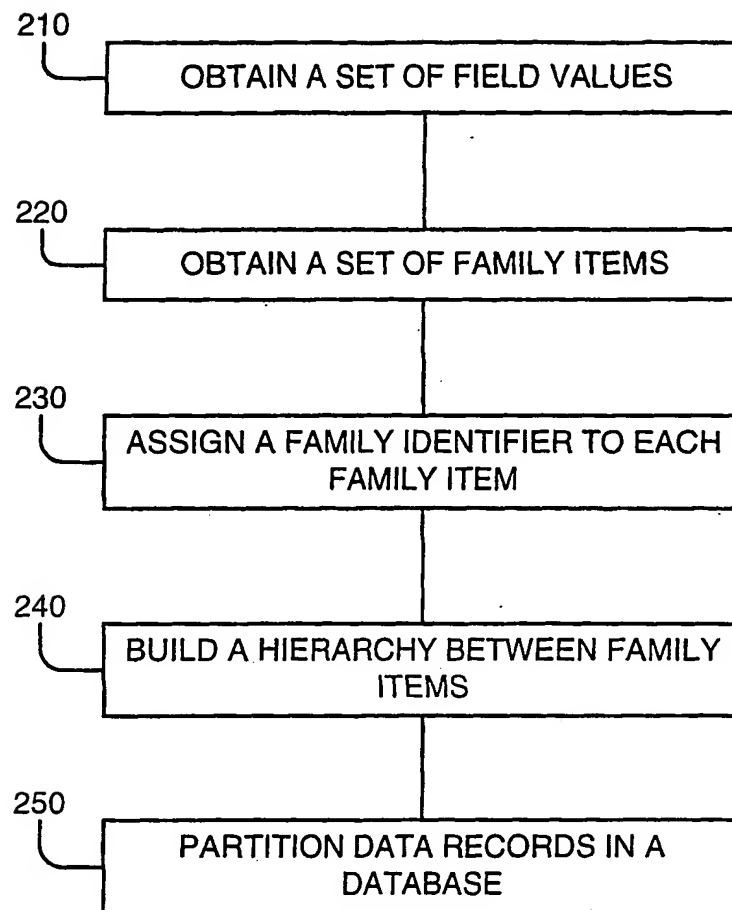 210
OBTAIN A SET OF FIELD VALUES
220
OBTAIN A SET OF FAMILY ITEMS
230
ASSIGN A FAMILY IDENTIFIER TO EACH
FAMILY ITEM
240
BUILD A HIERARCHY BETWEEN FAMILY
ITEMS
250
PARTITION DATA RECORDS IN A
DATABASE